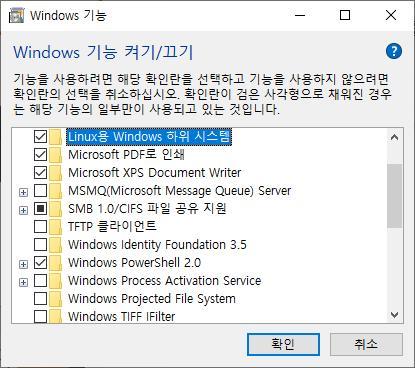 Windows 기능
Windows 기능 켜기/끄기
기능을 사용하려면 해당 확인란을 선택하고 기능을 사용하지 않으려면
확인란의 선택을 취소하십시오. 확인란이 검은 사각형으로 채워진 경우
는 해당 기능의 일부만이 사용되고 있는 것입니다.
Linux용 Windows 하위 시스템
Microsoft PDF로 인쇄
Microsoft XPS Document Writer
MSMQ(Microsoft Message Queue) Server
SMB 1.0/CIFS 파일 공유 지원
TFTP 클라이언트
Windows Identity Foundation 3.5
Windows PowerShell 2.0
Windows Process Activation Service
Windows Projected File System
Windows TIFF IFilter
확인
취소